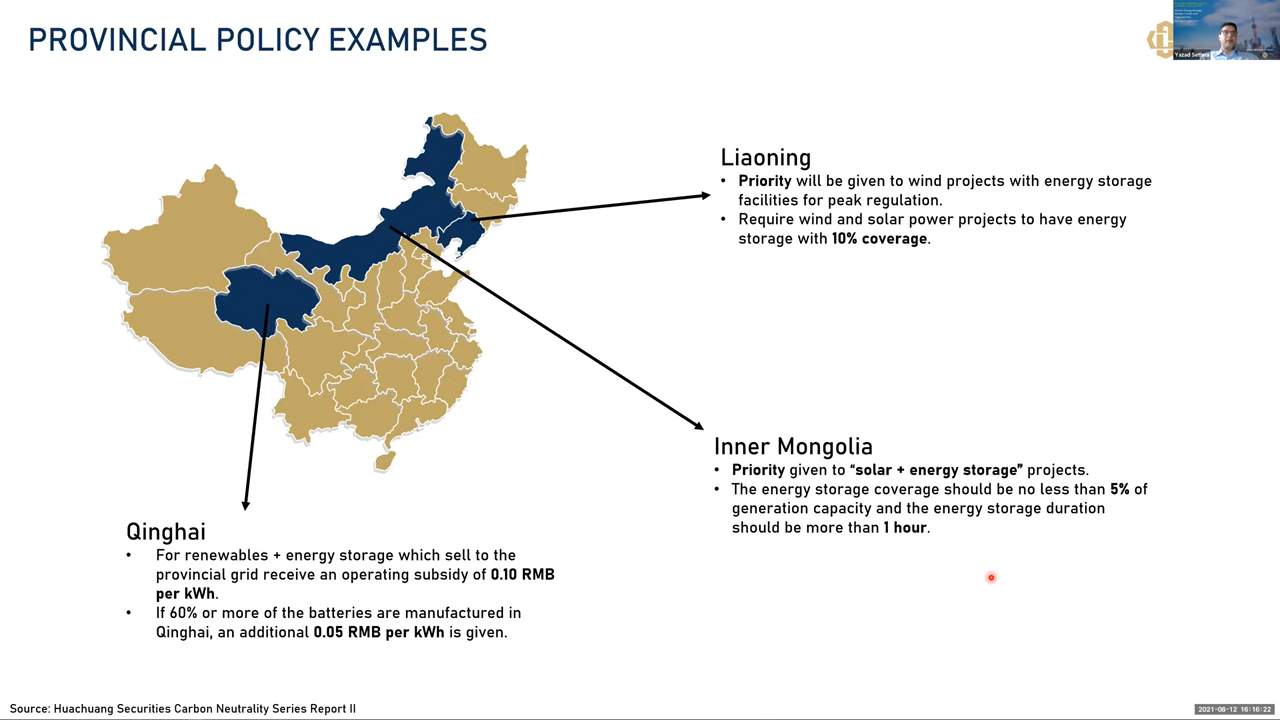 PROVINCIAL POLICY EXAMPLES
Yazad Sethna
Liaoning
• Priority will be given to wind projects with energy storage
facilities for peak regulation.
• Require wind and solar power projects to have energy
storage with 10% coverage.
Inner Mongolia
• Priority given to “solar + energy storage” projects.
• The energy storage coverage should be no less than 5% of
generation capacity and the energy storage duration
should be more than 1 hour.
Qinghai
• For renewables + energy storage which sell to the
provincial grid receive an operating subsidy of 0.10 RMB
per kWh.
• If 60% or more of the batteries are manufactured in
Qinghai, an additional 0.05 RMB per kWh is given.
Source: Huachuang Securities Carbon Neutrality Series Report II
2021-08-12 16:16:22